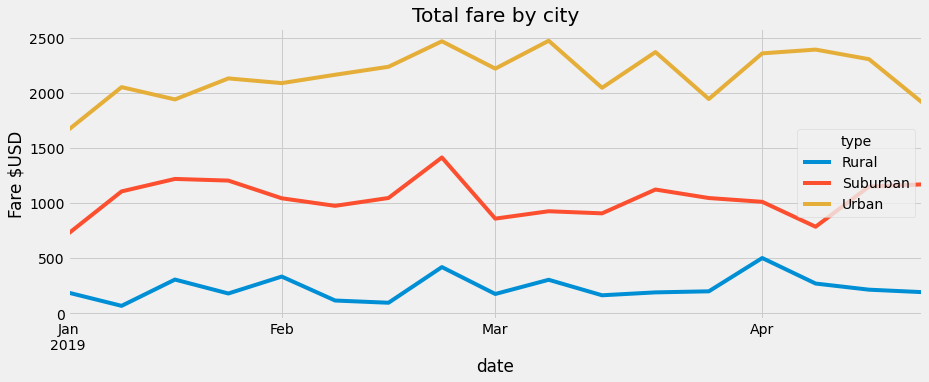 Total fare by city
Fare $USD
2500
2000
1500
1000
500
0
type
Rural
Suburban
Urban
Jan
2019
Feb
Mar
Apr
date